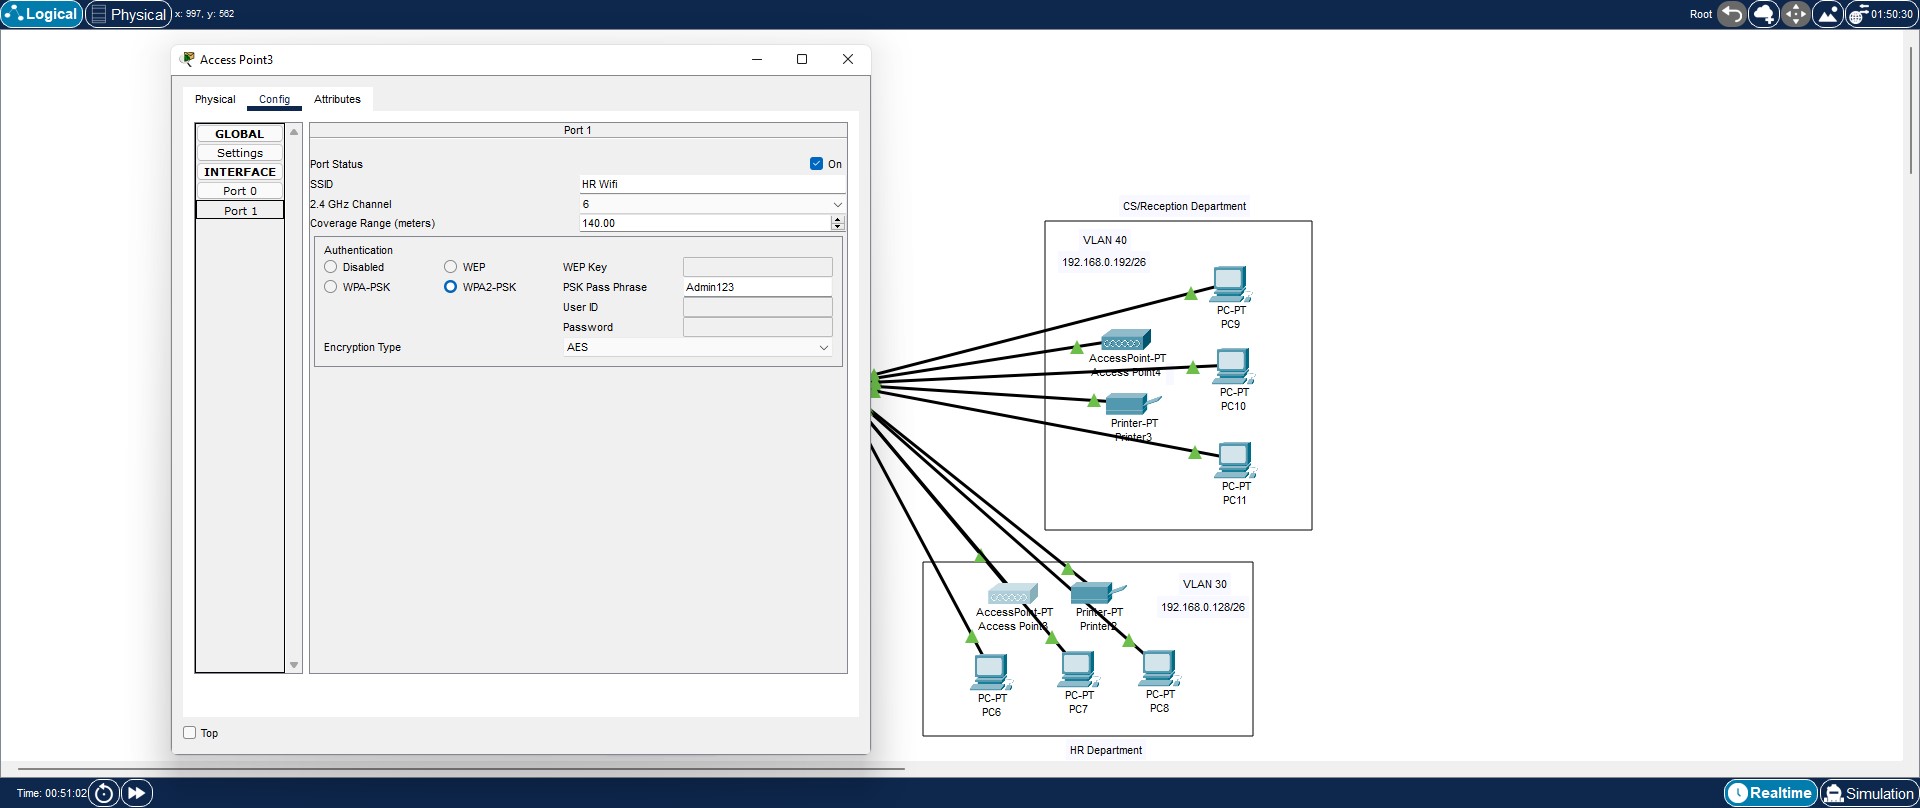 Logical
Physical
x: 997, y: 562
Root
01:50:30
Access Point3
Physical
Config
Attributes
GLOBAL
Settings
INTERFACE
Port 0
Port 1
Port 1
Port Status
On
SSID
HR Wifi
2.4 GHz Channel
6
Coverage Range (meters)
140.00
Authentication
Disabled
WEP
WEP Key
WPA-PSK
WPA2-PSK
PSK Pass Phrase
Admin123
User ID
Password
Encryption Type
AES
Top
CS/Reception Department
VLAN 40
192.168.0.192/26
PC-PT
PC9
AccessPoint-PT
Access Point4
PC-PT
PC10
Printer-PT
Printer3
PC-PT
PC11
VLAN 30
192.168.0.128/26
AccessPoint-PT
Access Point3
Printer-PT
Printer2
PC-PT
PC6
PC-PT
PC7
PC-PT
PC8
HR Department
Time: 00:51:02
Realtime
Simulation